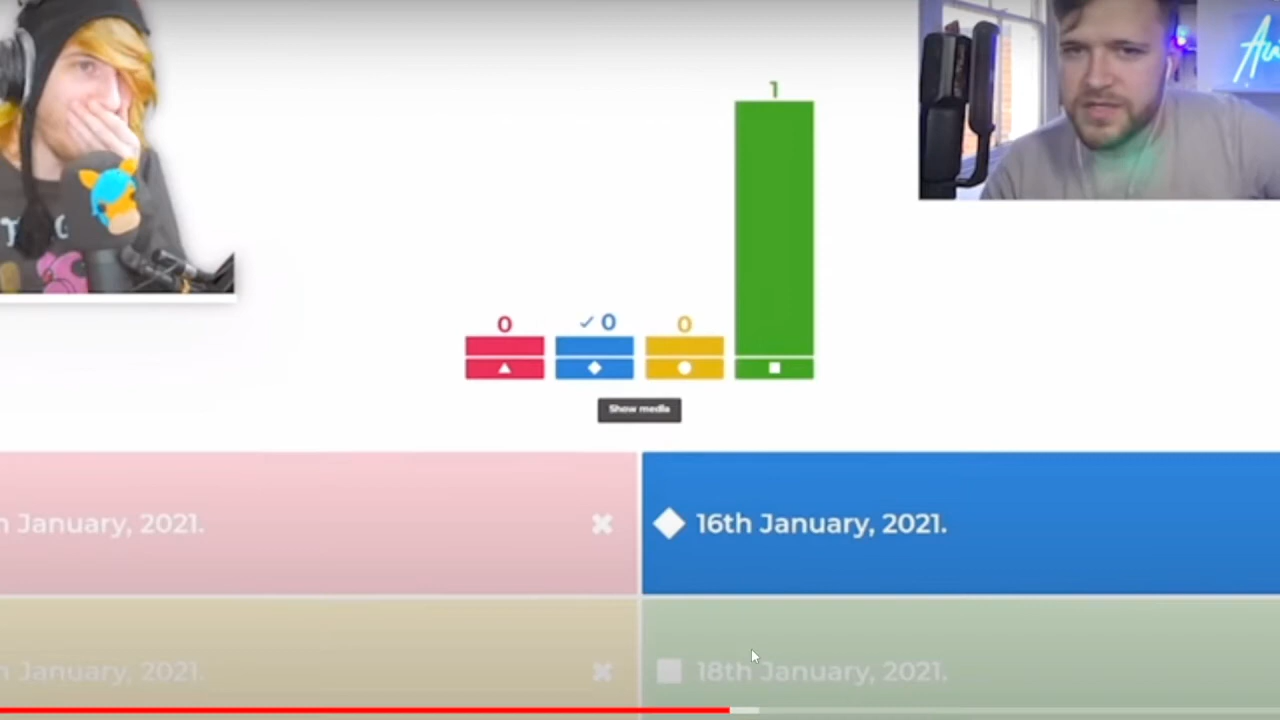 1
0
0
0
Show media
January, 2021.
16th January, 2021.
January, 2021.
18th January, 2021.